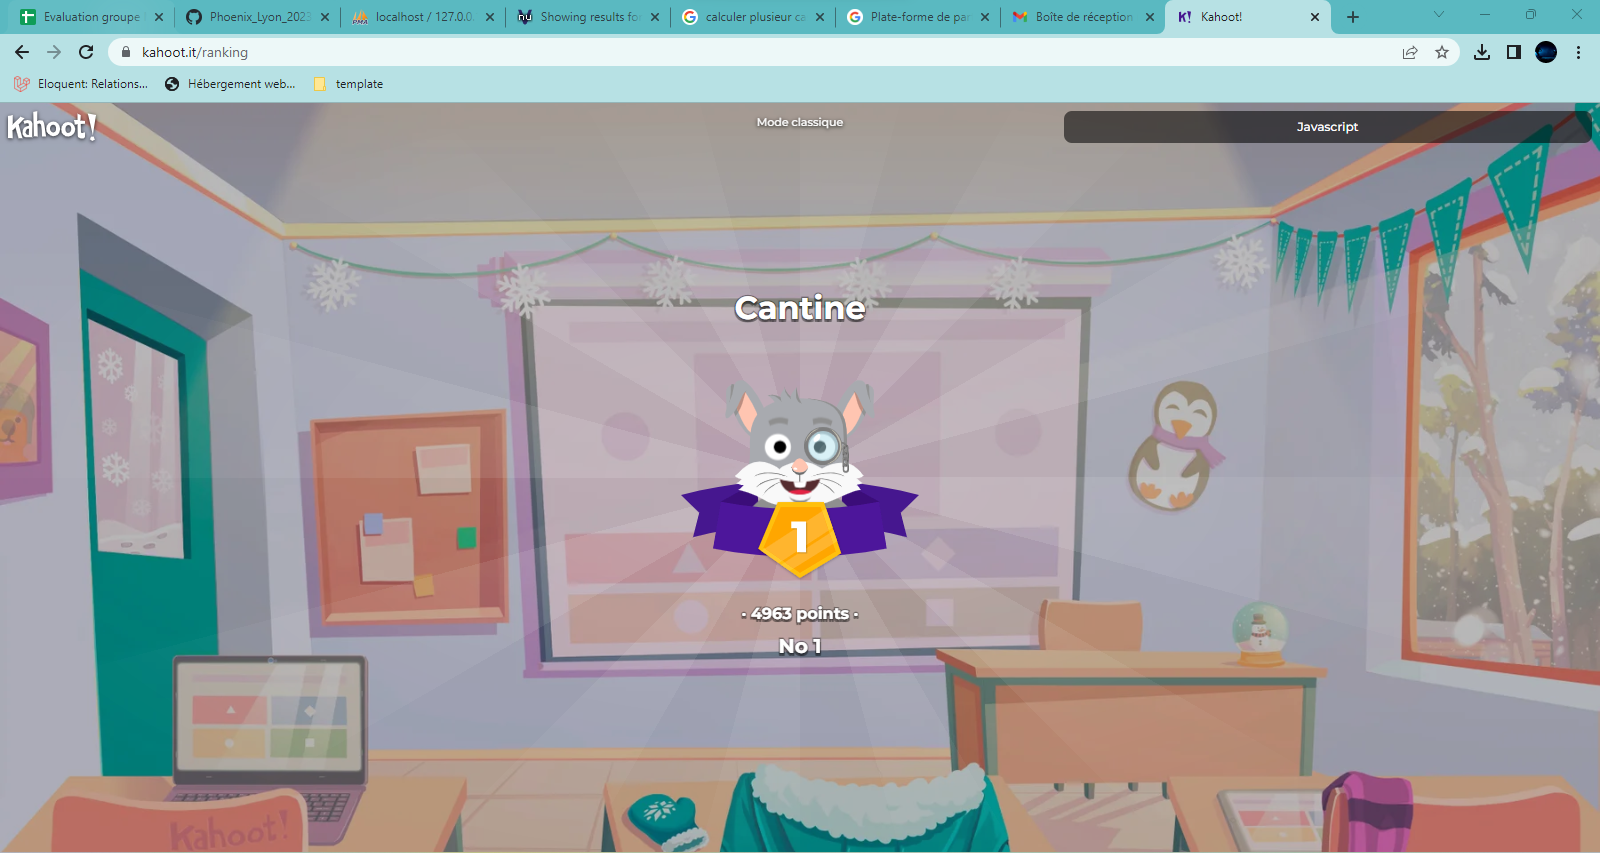 Evaluation groupe
Phoenix_Lyon_2023
localhost / 127.0.0.
Showing results fo
calculer plusieur ca
Plate-forme de par
Boîte de réception
Kahoot!
kahoot.it/ranking
Eloquent: Relations...
Hébergement web...
template
Kahoot!
Mode classique
Javascript
Cantine
1
· 4963 points ·
No 1
Kahoot!